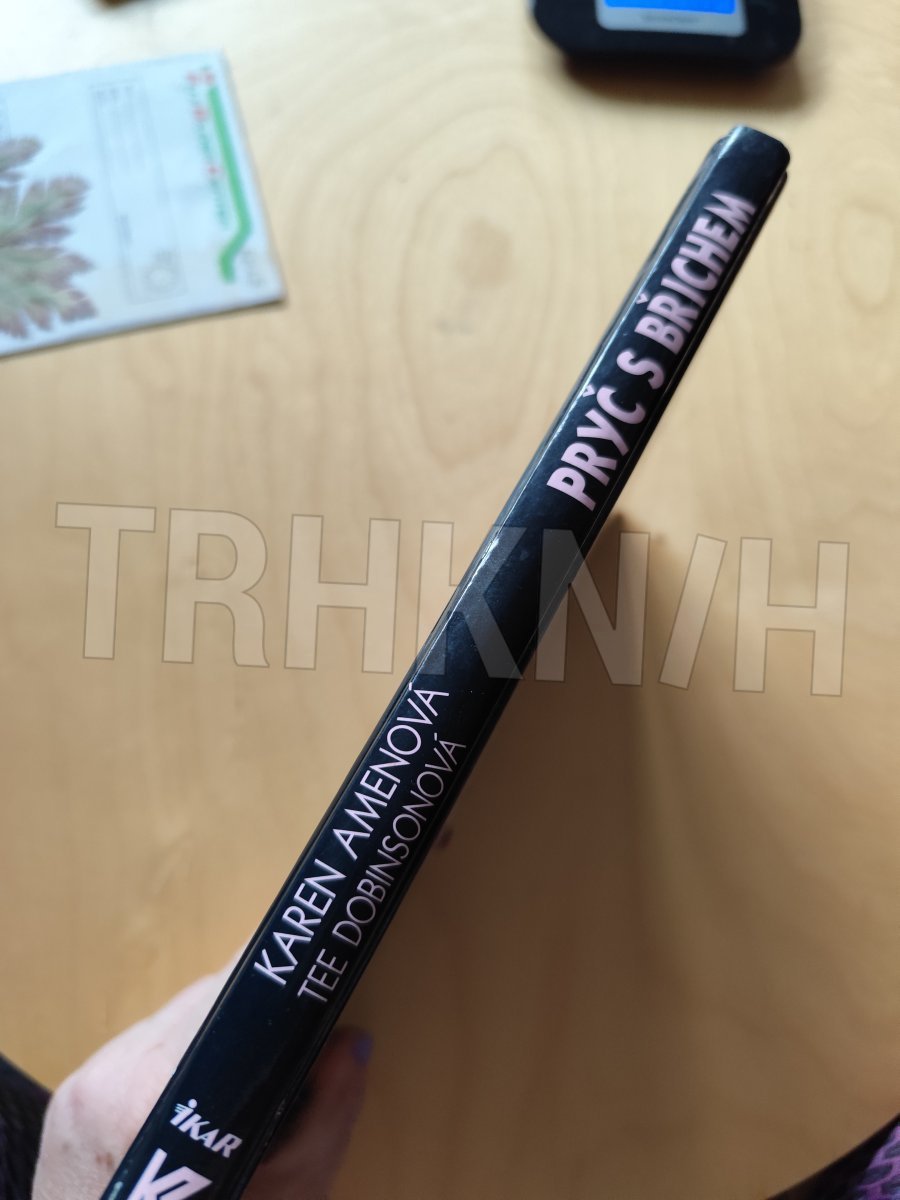 PRYČ S BŘICHEM
KAREN AMENOVÁ
TEE DOBINSONOVÁ
iKAR
TRHKNIH